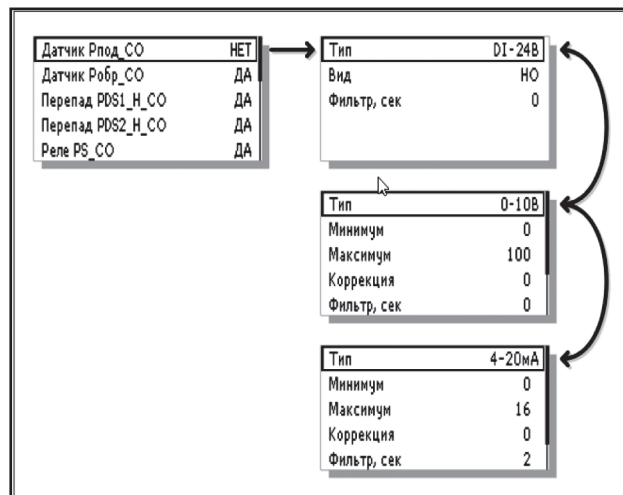 Датчик Рпод_СО НЕТ
Датчик Робр_СО ДА
Перепад PDS1_Н_СО ДА
Перепад PDS2_Н_СО ДА
Реле PS_СО ДА
Тип DI-24В
Вид НО
Фильтр, сек 0
Тип 0-10В
Минимум 0
Максимум 100
Коррекция 0
Фильтр, сек 0
Тип 4-20мА
Минимум 0
Максимум 16
Коррекция 0
Фильтр, сек 2